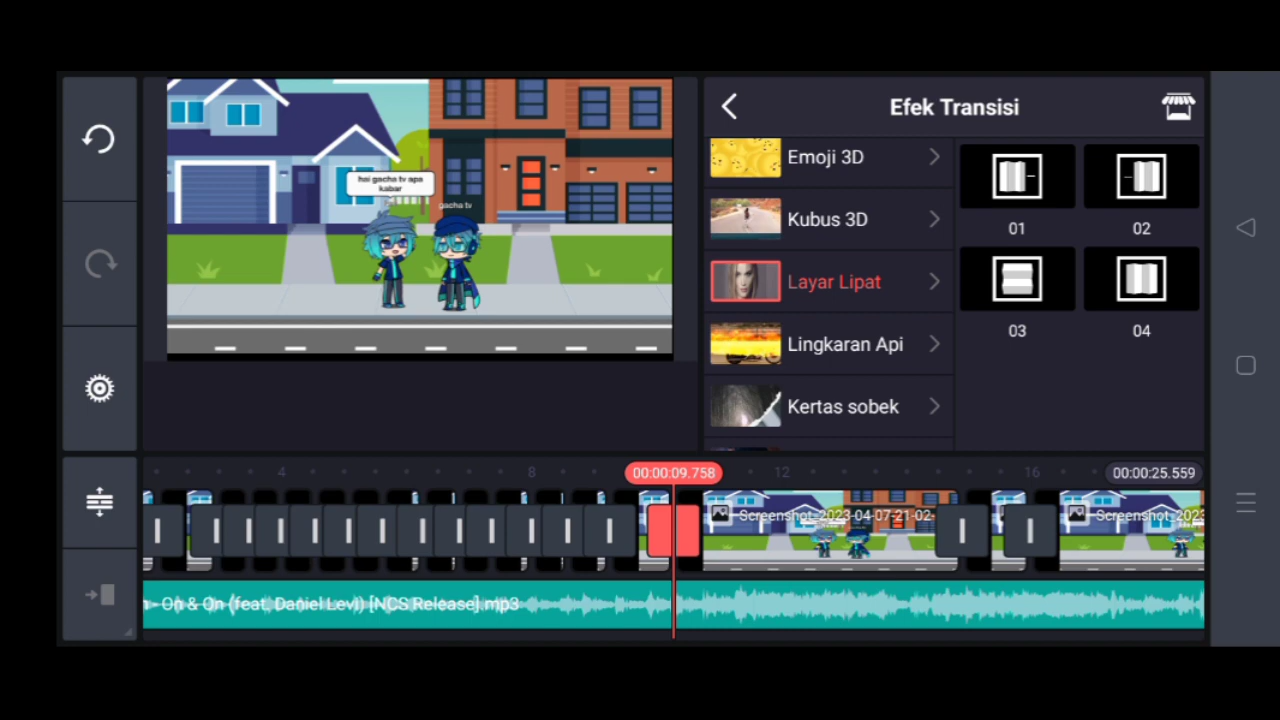 Efek Transisi
Emoji 3D
Kubus 3D
Layar Lipat
Lingkaran Api
Kertas sobek
01
02
03
04
hai gacha tv apa
kabar
gacha tv
4
8
00:00:09.758
12
16
00:00:25.559
Screenshot_2023-04-07-21-02-
Screenshot_2023
- On & On (feat. Daniel Levi) [NCS Release].mp3